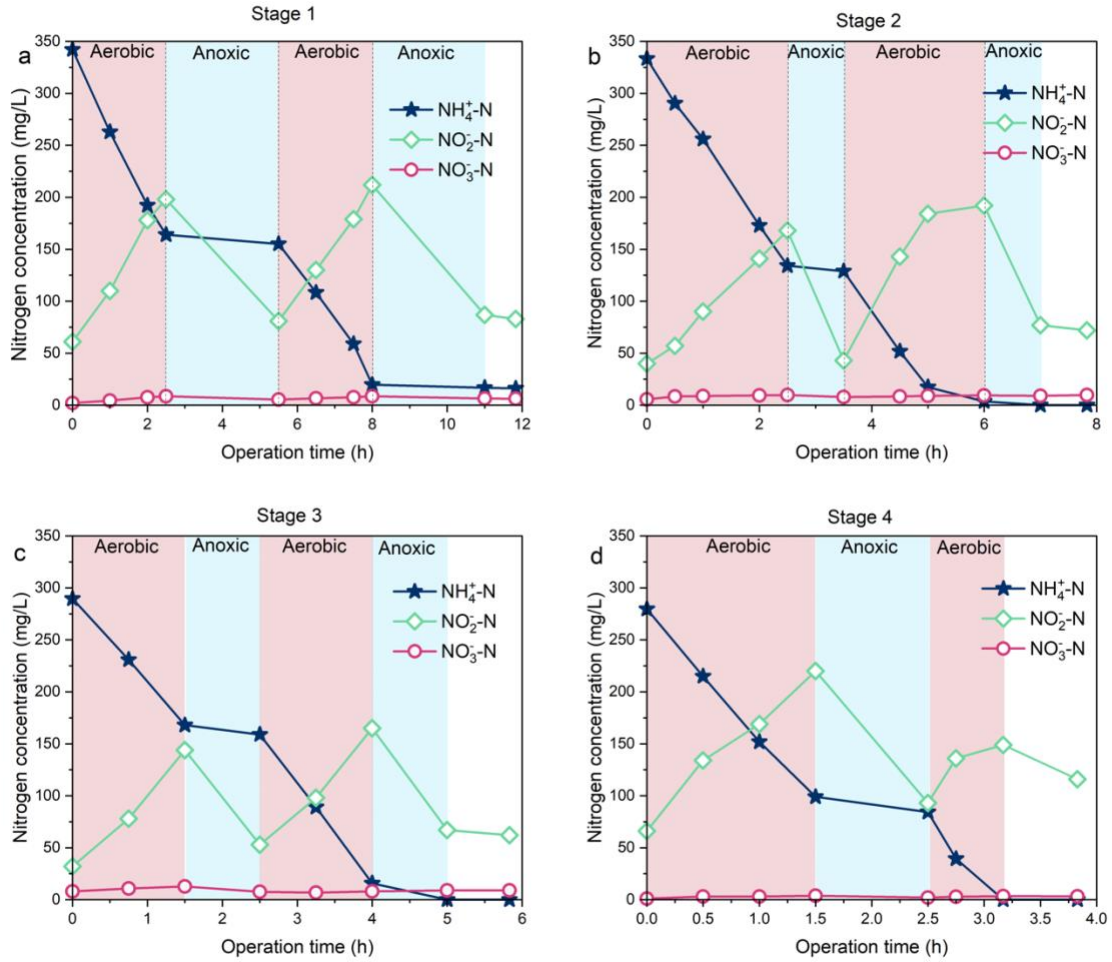 Stage 1
a
Aerobic Anoxic Aerobic Anoxic
NH₄⁺-N
NO₂⁻-N
NO₃⁻-N
Nitrogen concentration (mg/L)
350
300
250
200
150
100
50
0
0 2 4 6 8 10 12
Operation time (h)
Stage 2
b
Aerobic Anoxic Aerobic Anoxic
NH₄⁺-N
NO₂⁻-N
NO₃⁻-N
Nitrogen concentration (mg/L)
350
300
250
200
150
100
50
0
0 2 4 6 8
Operation time (h)
Stage 3
c
Aerobic Anoxic Aerobic Anoxic
NH₄⁺-N
NO₂⁻-N
NO₃⁻-N
Nitrogen concentration (mg/L)
350
300
250
200
150
100
50
0
0 1 2 3 4 5 6
Operation time (h)
Stage 4
d
Aerobic Anoxic Aerobic
NH₄⁺-N
NO₂⁻-N
NO₃⁻-N
Nitrogen concentration (mg/L)
350
300
250
200
150
100
50
0
0.0 0.5 1.0 1.5 2.0 2.5 3.0 3.5 4.0
Operation time (h)